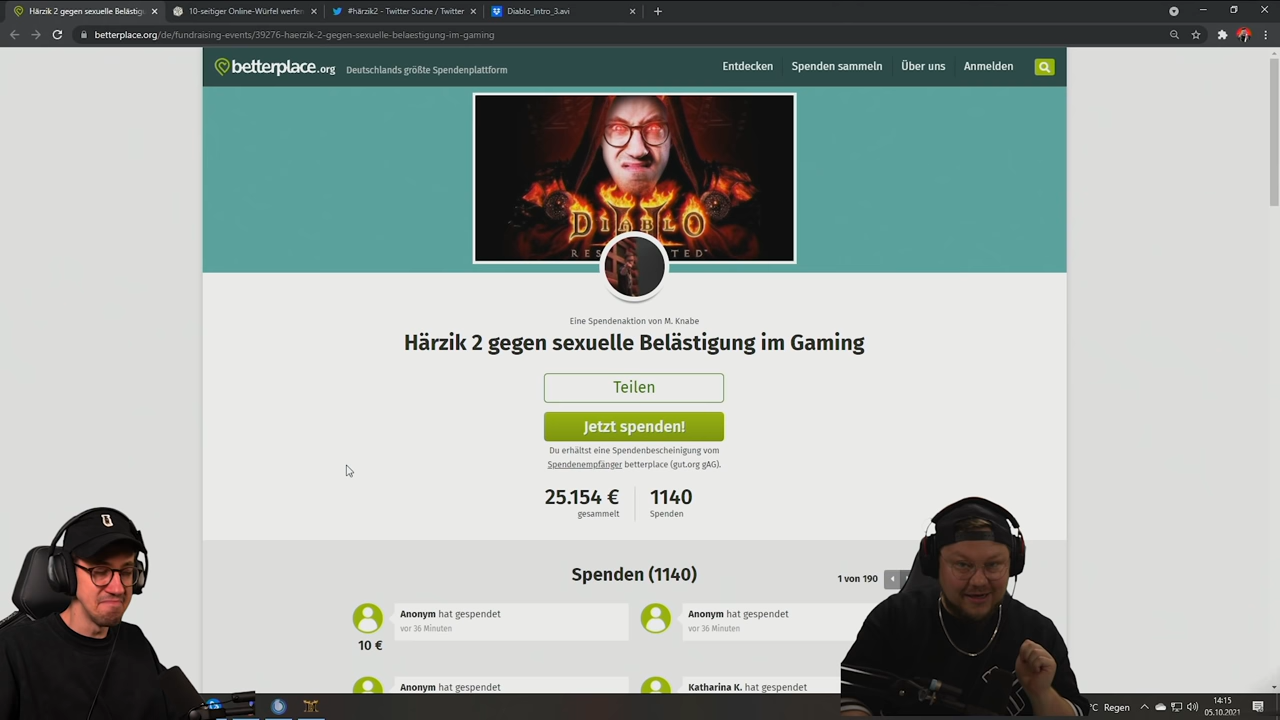 Härzik 2 gegen sexuelle Belästig
10-seitiger Online-Würfel werfen
#härzik2 - Twitter Suche / Twitter
Diablo_Intro_3.avi
betterplace.org/de/fundraising-events/39276-haerzik-2-gegen-sexuelle-belaestigung-im-gaming
betterplace.org
Deutschlands größte Spendenplattform
Entdecken
Spenden sammeln
Über uns
Anmelden
DIABLO
Eine Spendenaktion von M. Knabe
Härzik 2 gegen sexuelle Belästigung im Gaming
Teilen
Jetzt spenden!
Du erhältst eine Spendenbescheinigung vom
Spendenempfänger betterplace (gut.org gAG).
25.154 €
1140
gesammelt
Spenden
Spenden (1140)
1 von 190
Anonym hat gespendet
vor 36 Minuten
10 €
Anonym hat gespendet
vor 36 Minuten
Anonym hat gespendet
Katharina K. hat gespendet
°C Regen
14:15
05.10.2021